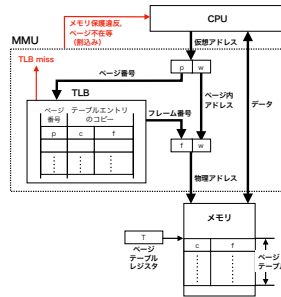 メモリ保護違反,
ページ不在等
(割込み)
CPU
MMU
仮想アドレス
TLB miss
ページ番号
p w
TLB
ページ内
アドレス
ページ テーブルエントリ
番号 のコピー
フレーム番号
データ
p c f
f w
物理アドレス
メモリ
T
ページ
テーブル
レジスタ
c f
ページ
テーブル